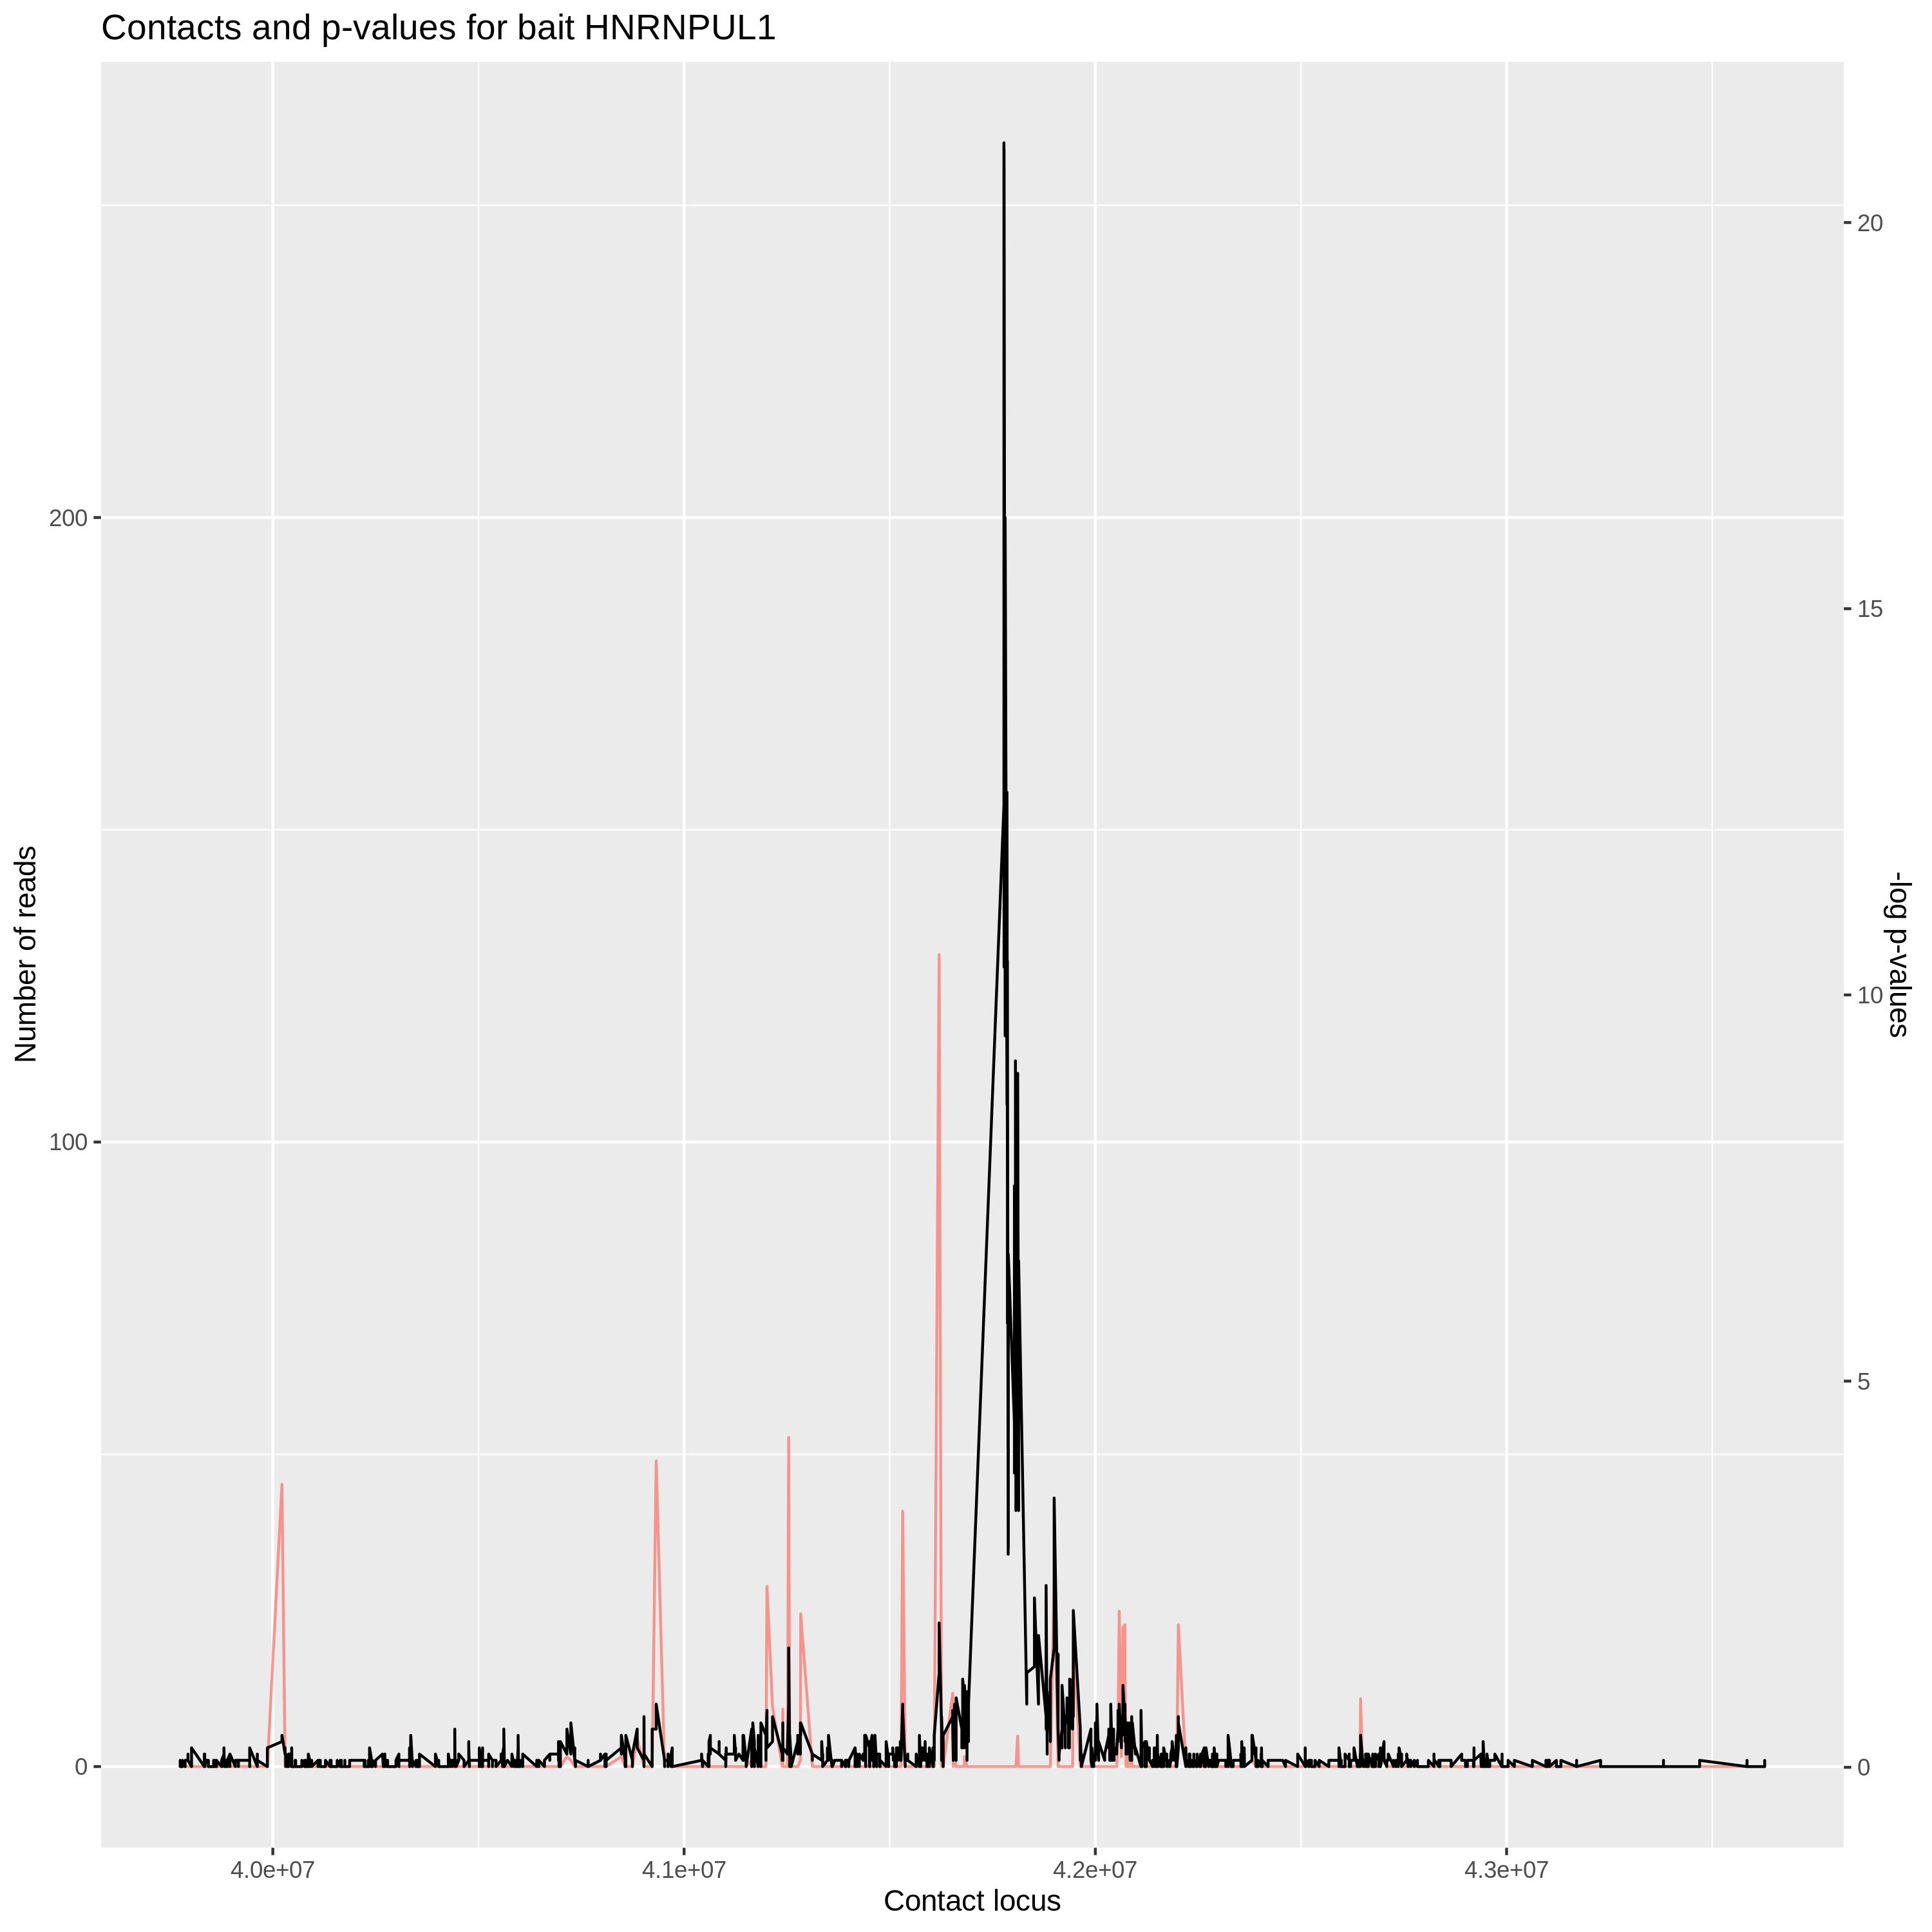 Contacts and p-values for bait HNRNPUL1
200
100
0
Number of reads
20
15
10
5
0
-log p-values
4.0e+07
4.1e+07
4.2e+07
4.3e+07
Contact locus